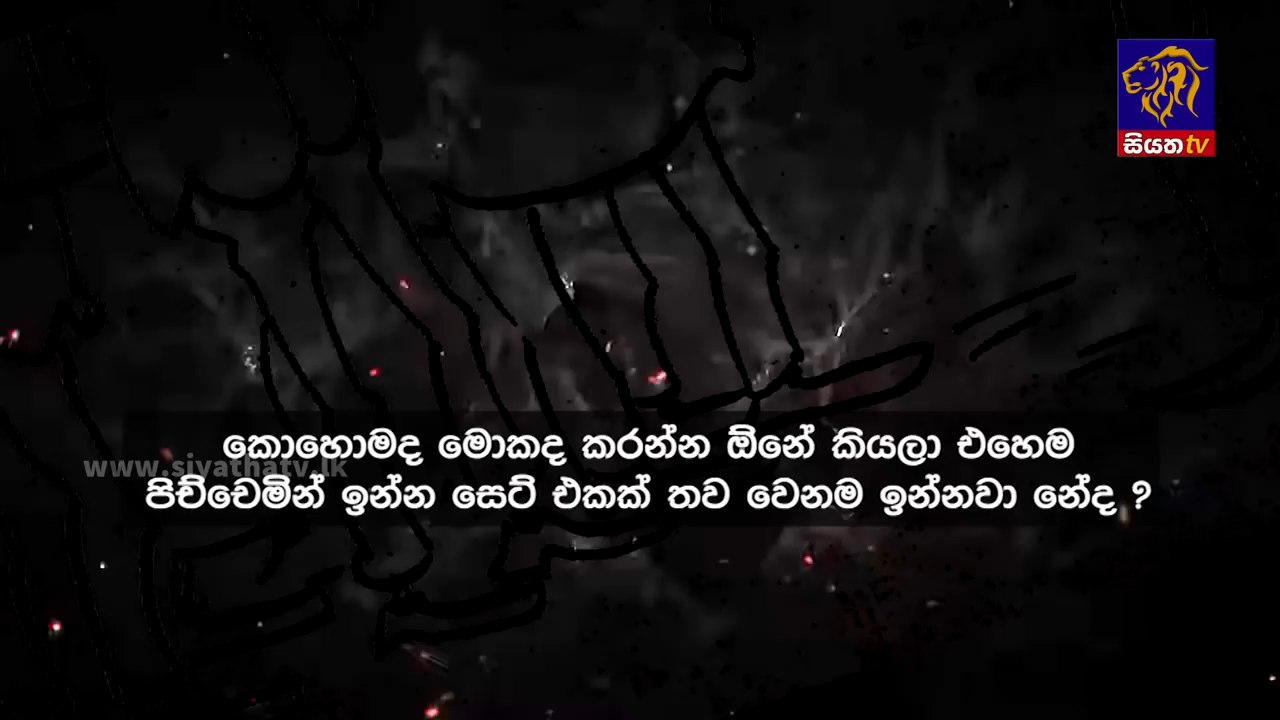 සියත tv
කොහොමද මොකද කරන්න ඕනේ කියලා එහෙම
www.siyathatv.lk
පිච්චෙමින් ඉන්න සෙට් එකක් තව වෙනම ඉන්නවා නේද ?